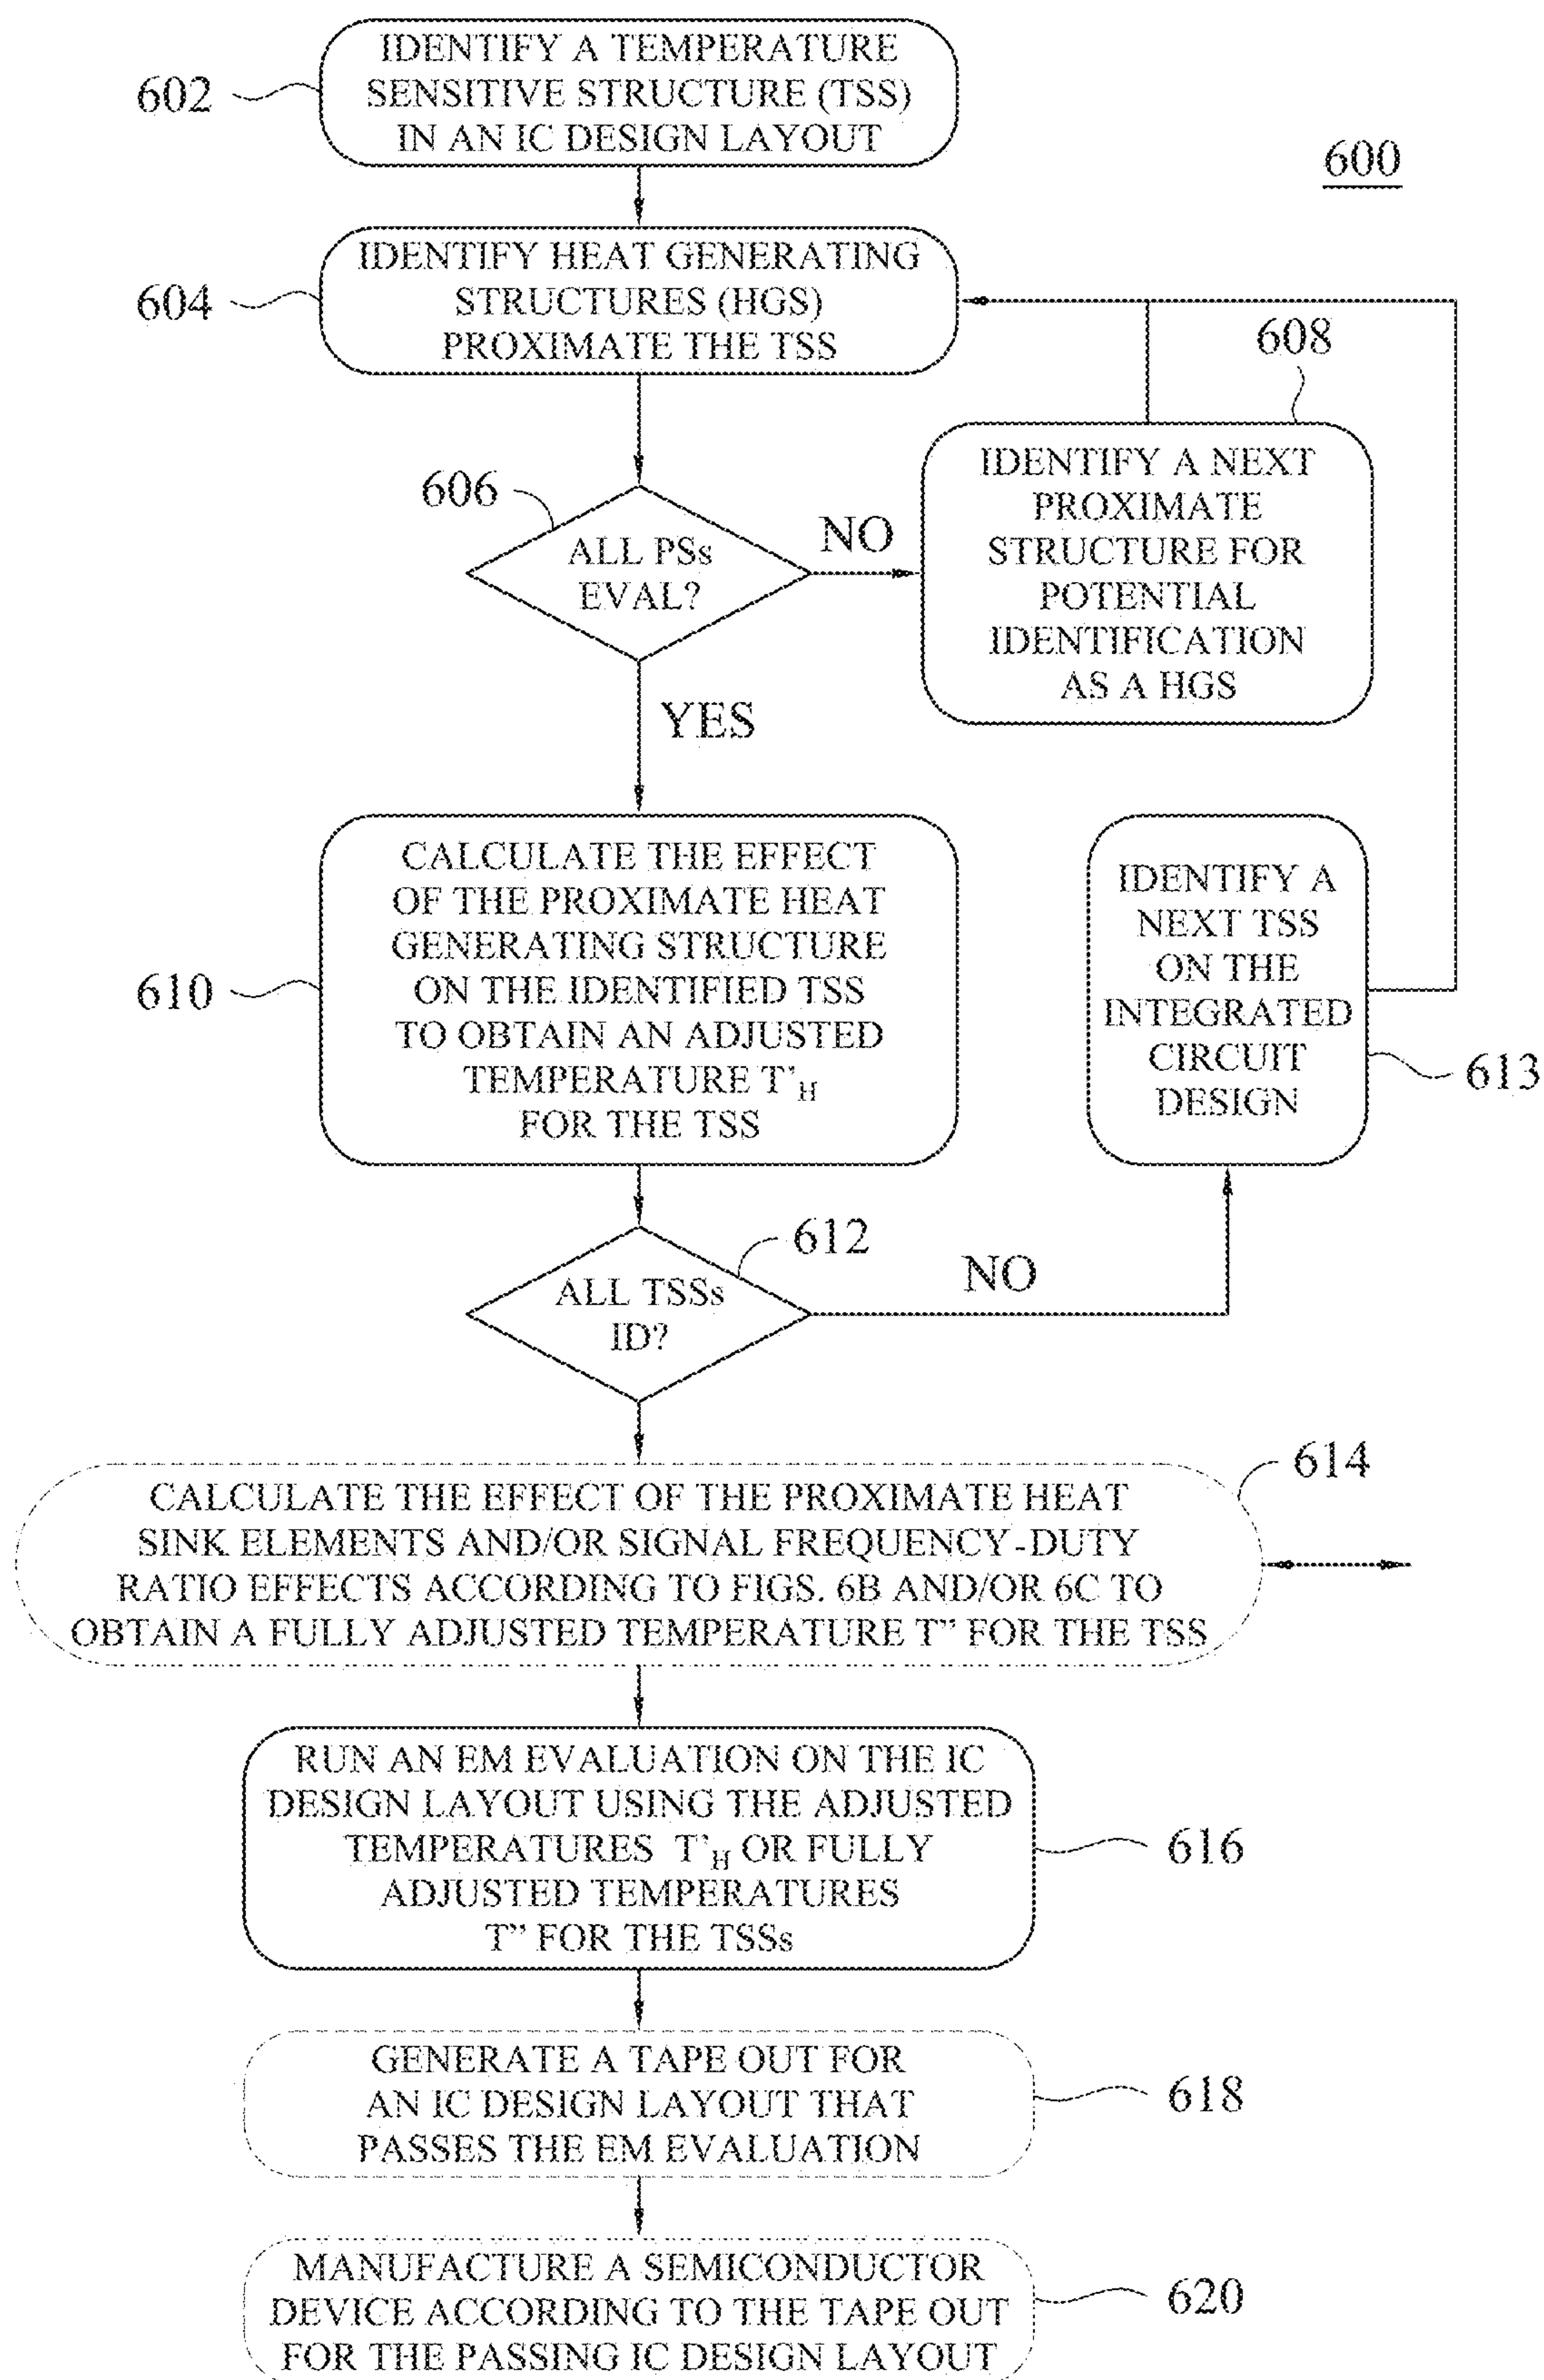 IDENTIFY A TEMPERATURE
SENSITIVE STRUCTURE (TSS)
IN AN IC DESIGN LAYOUT
602
600
IDENTIFY HEAT GENERATING
STRUCTURES (HGS)
PROXIMATE THE TSS
604
608
606
ALL PSs
EVAL?
NO
IDENTIFY A NEXT
PROXIMATE
STRUCTURE FOR
POTENTIAL
IDENTIFICATION
AS A HGS
YES
CALCULATE THE EFFECT
OF THE PROXIMATE HEAT
GENERATING STRUCTURE
ON THE IDENTIFIED TSS
TO OBTAIN AN ADJUSTED
TEMPERATURE T'H
FOR THE TSS
610
IDENTIFY A
NEXT TSS
ON THE
INTEGRATED
CIRCUIT
DESIGN
613
612
ALL TSSs
ID?
NO
614
CALCULATE THE EFFECT OF THE PROXIMATE HEAT
SINK ELEMENTS AND/OR SIGNAL FREQUENCY-DUTY
RATIO EFFECTS ACCORDING TO FIGS. 6B AND/OR 6C TO
OBTAIN A FULLY ADJUSTED TEMPERATURE T” FOR THE TSS
RUN AN EM EVALUATION ON THE IC
DESIGN LAYOUT USING THE ADJUSTED
TEMPERATURES T'H OR FULLY
ADJUSTED TEMPERATURES
T” FOR THE TSSs
616
GENERATE A TAPE OUT FOR
AN IC DESIGN LAYOUT THAT
PASSES THE EM EVALUATION
618
MANUFACTURE A SEMICONDUCTOR
DEVICE ACCORDING TO THE TAPE OUT
FOR THE PASSING IC DESIGN LAYOUT
620